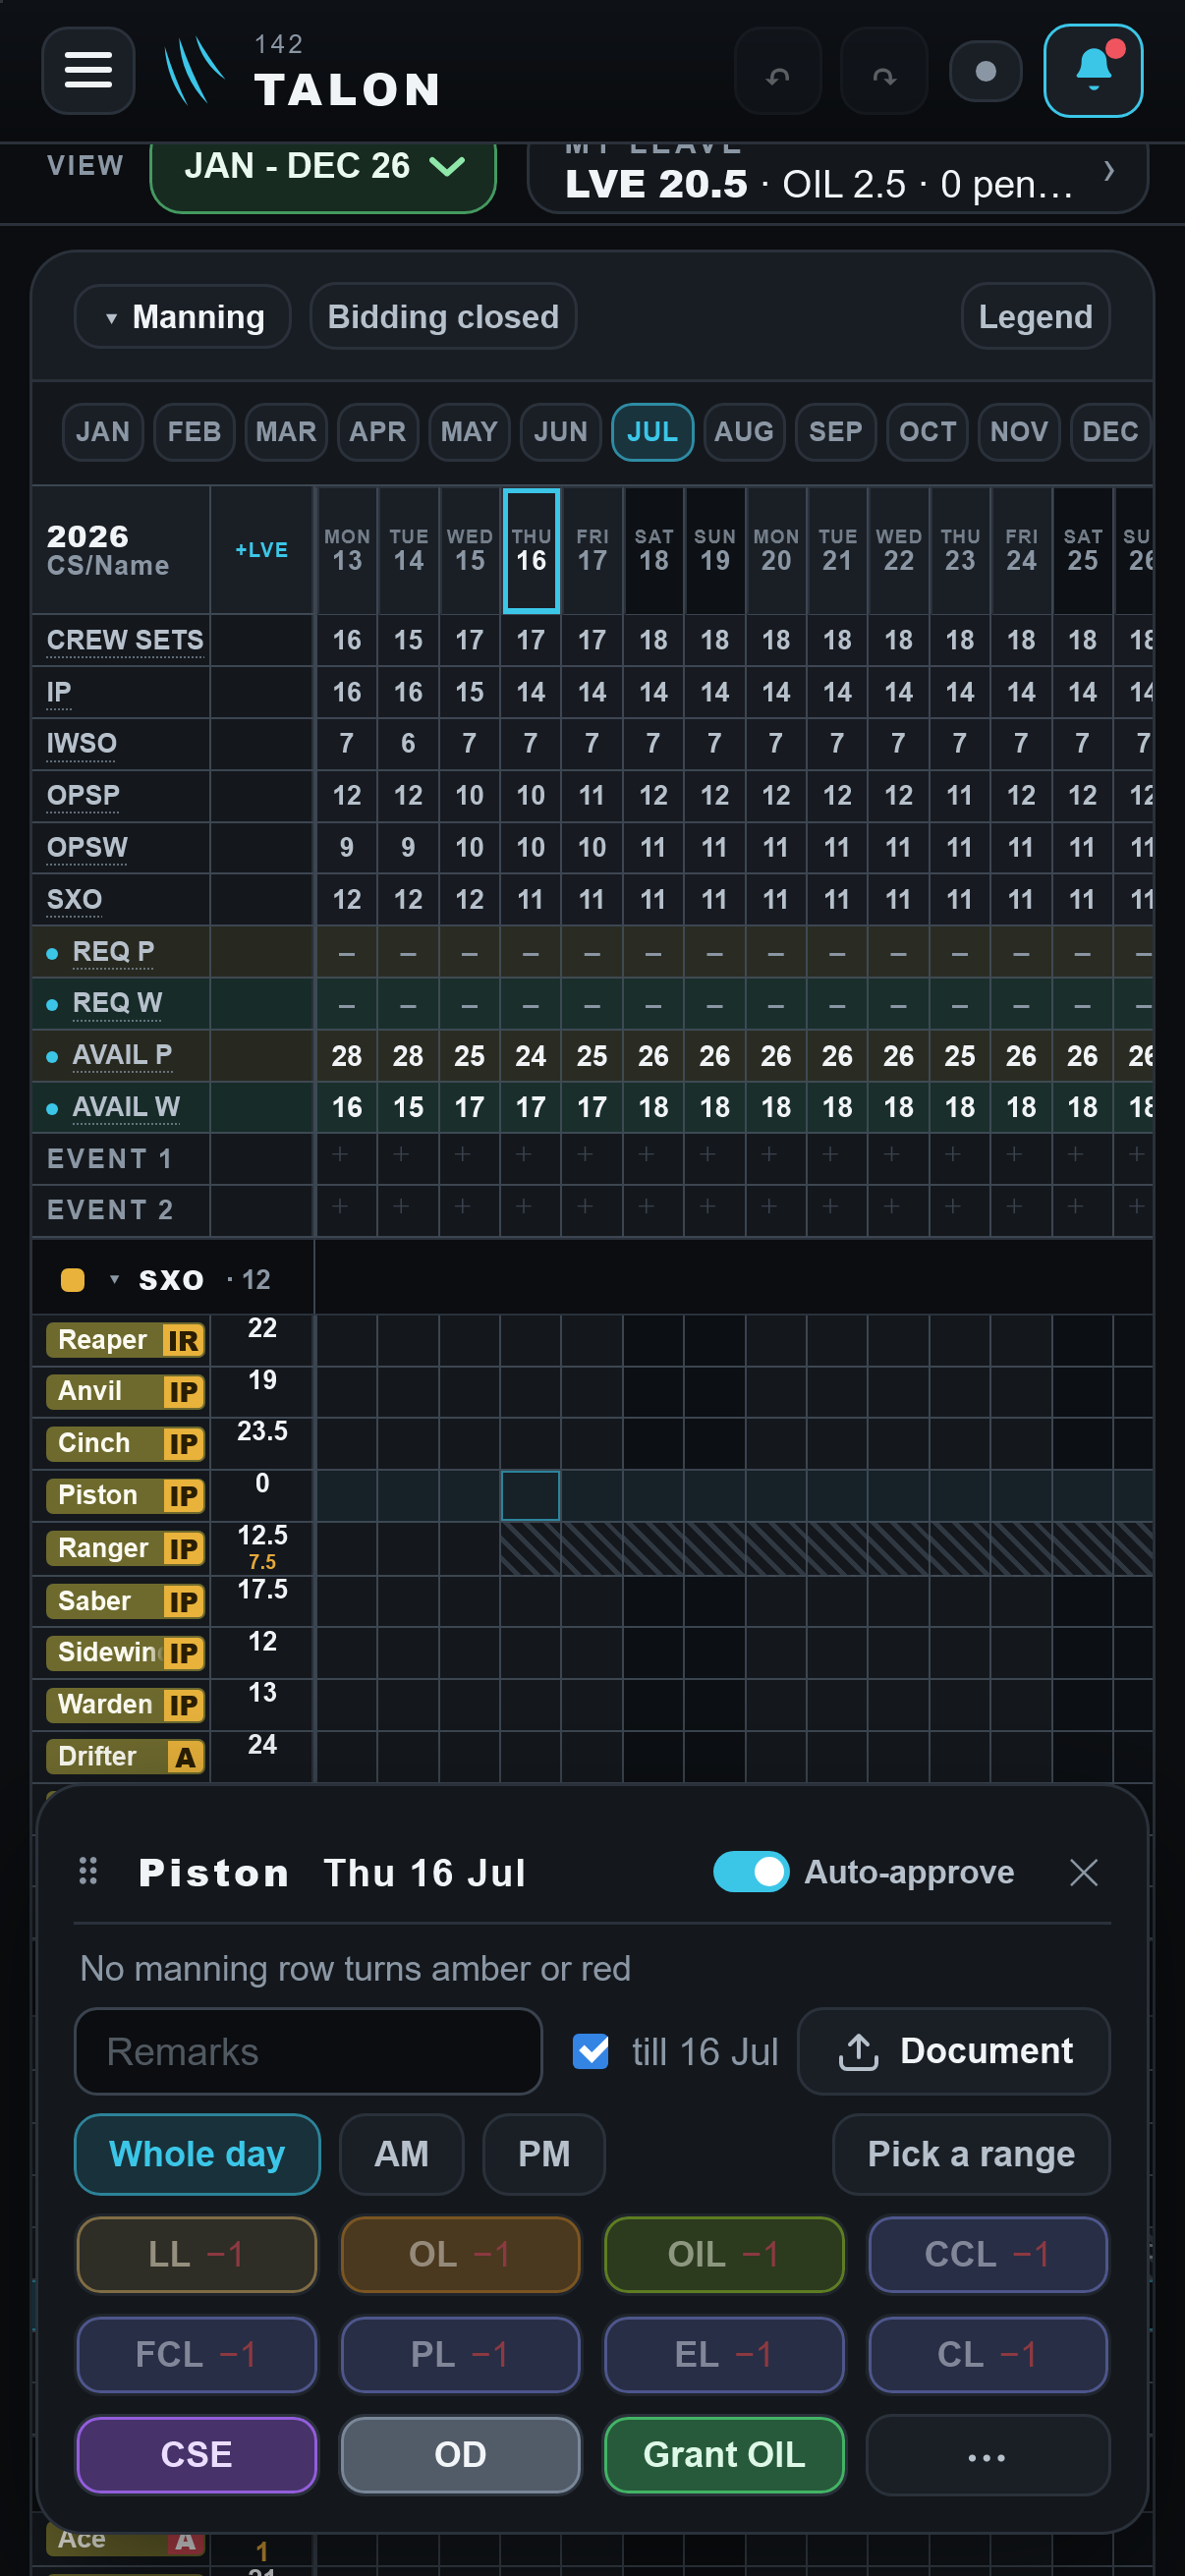 142
TALON
VIEW
JAN - DEC 26
MY LEAVE
LVE 20.5 · OIL 2.5 · 0 pen…
Manning
Bidding closed
Legend
JAN FEB MAR APR MAY JUN JUL AUG SEP OCT NOV DEC
2026
CS/Name
+LVE
MON TUE WED THU FRI SAT SUN MON TUE WED THU FRI SAT SU
13 14 15 16 17 18 19 20 21 22 23 24 25 26
CREW SETS 16 15 17 17 17 18 18 18 18 18 18 18 18 18
IP 16 16 15 14 14 14 14 14 14 14 14 14 14 14
IWSO 7 6 7 7 7 7 7 7 7 7 7 7 7 7
OPSP 12 12 10 10 11 12 12 12 12 12 11 12 12 12
OPSW 9 9 10 10 10 11 11 11 11 11 11 11 11 11
SXO 12 12 12 11 11 11 11 11 11 11 11 11 11 11
REQ P – – – – – – – – – – – – – –
REQ W – – – – – – – – – – – – – –
AVAIL P 28 28 25 24 25 26 26 26 26 26 25 26 26 26
AVAIL W 16 15 17 17 17 18 18 18 18 18 18 18 18 18
EVENT 1 + + + + + + + + + + + + + +
EVENT 2 + + + + + + + + + + + + + +
SXO · 12
Reaper IR 22
Anvil IP 19
Cinch IP 23.5
Piston IP 0
Ranger IP 12.5
7.5
Saber IP 17.5
Sidewin IP 12
Warden IP 13
Drifter A 24
Piston Thu 16 Jul
Auto-approve
No manning row turns amber or red
Remarks
till 16 Jul
Document
Whole day AM PM Pick a range
LL −1 OL −1 OIL −1 CCL −1
FCL −1 PL −1 EL −1 CL −1
CSE OD Grant OIL ...
Ace A 1